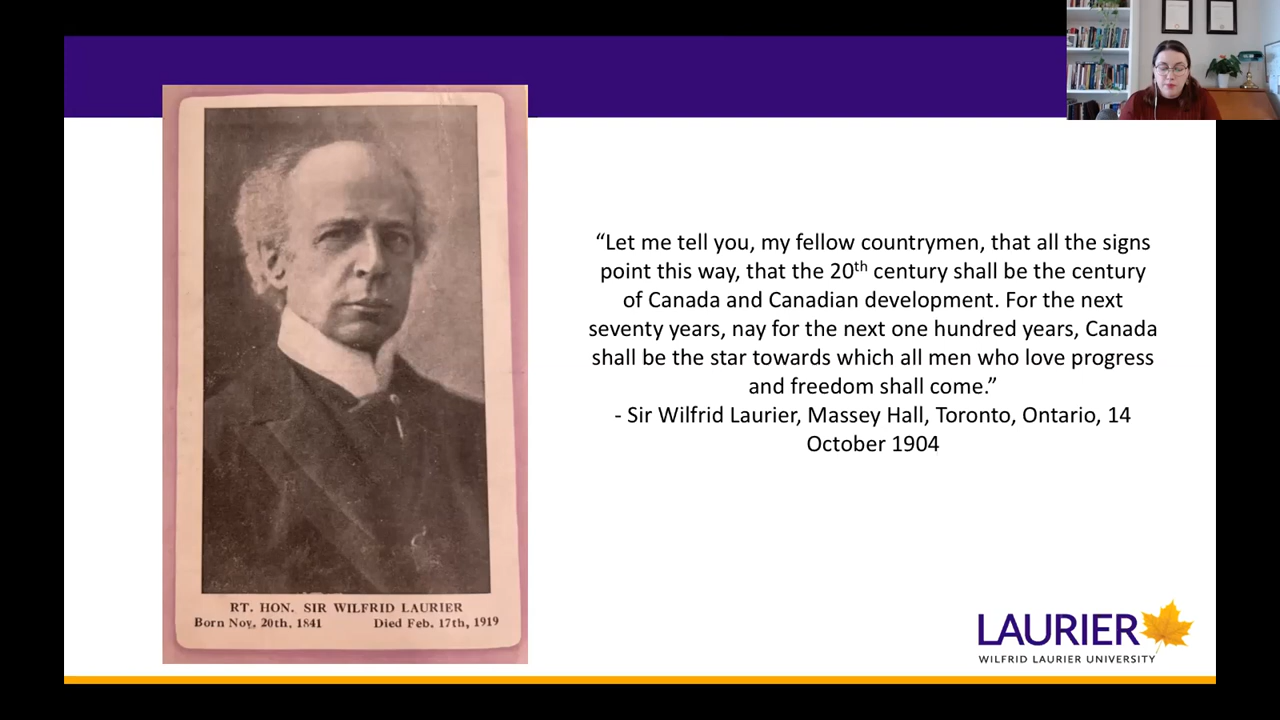 “Let me tell you, my fellow countrymen, that all the signs
point this way, that the 20th century shall be the century
of Canada and Canadian development. For the next
seventy years, nay for the next one hundred years, Canada
shall be the star towards which all men who love progress
and freedom shall come.”
- Sir Wilfrid Laurier, Massey Hall, Toronto, Ontario, 14
October 1904
RT. HON. SIR WILFRID LAURIER
Born Nov. 20th, 1841 Died Feb. 17th, 1919
LAURIER
WILFRID LAURIER UNIVERSITY